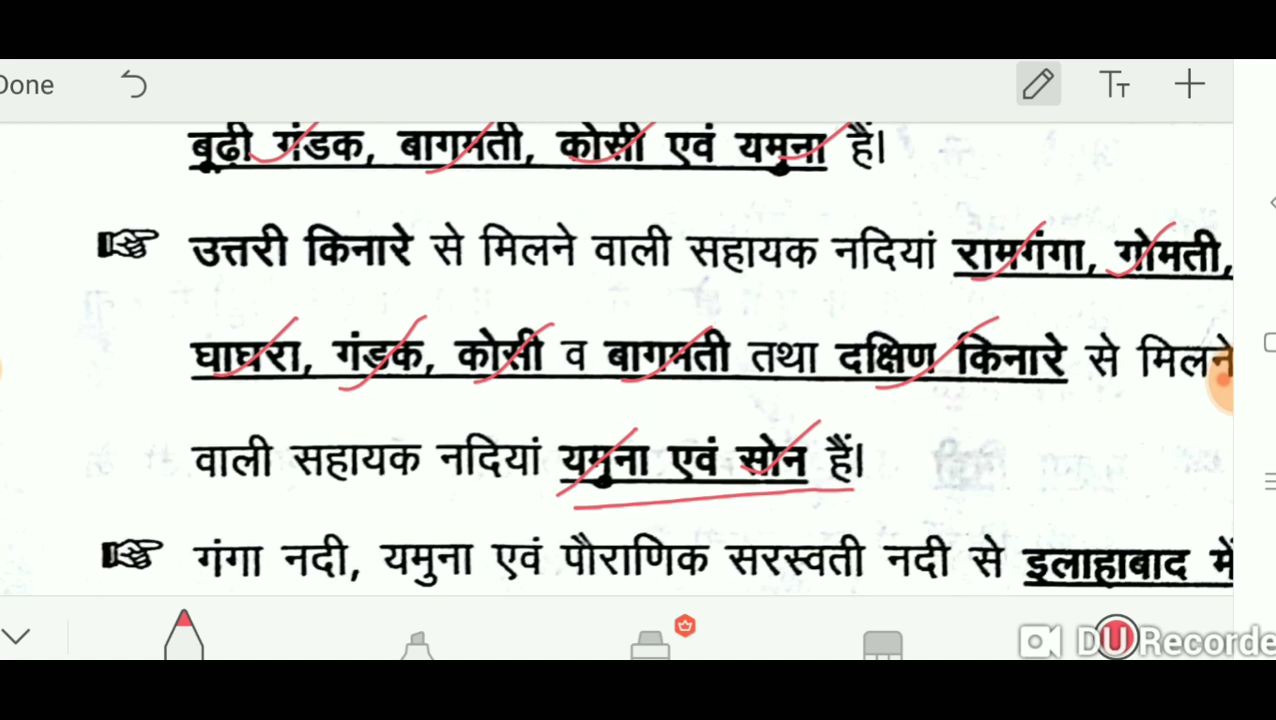 Done
बूढ़ी गंडक, बागमती, कोसी एवं यमुना हैं।
उत्तरी किनारे से मिलने वाली सहायक नदियां रामगंगा, गोमती,
घाघरा, गंडक, कोसी व बागमती तथा दक्षिण किनारे से मिलने
वाली सहायक नदियां यमुना एवं सोन हैं।
गंगा नदी, यमुना एवं पौराणिक सरस्वती नदी से इलाहाबाद में
DU Recorde